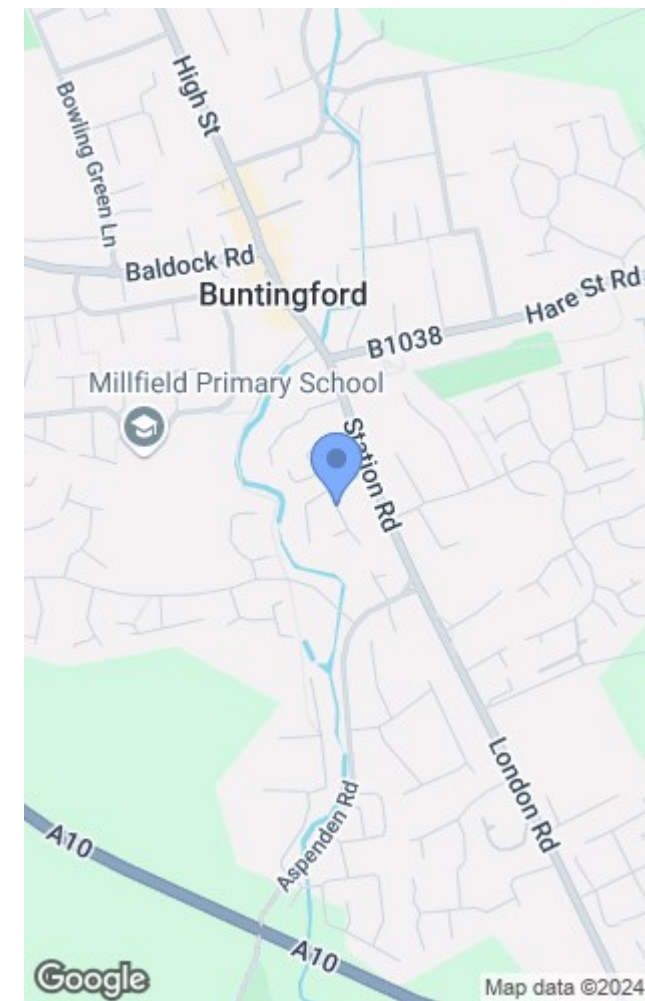 High St
Bowling Green Ln
Baldock Rd
Buntingford
Hare St Rd
B1038
Millfield Primary School
Station Rd
London Rd
Aspenden Rd
A10
A10
Google
Map data ©2024